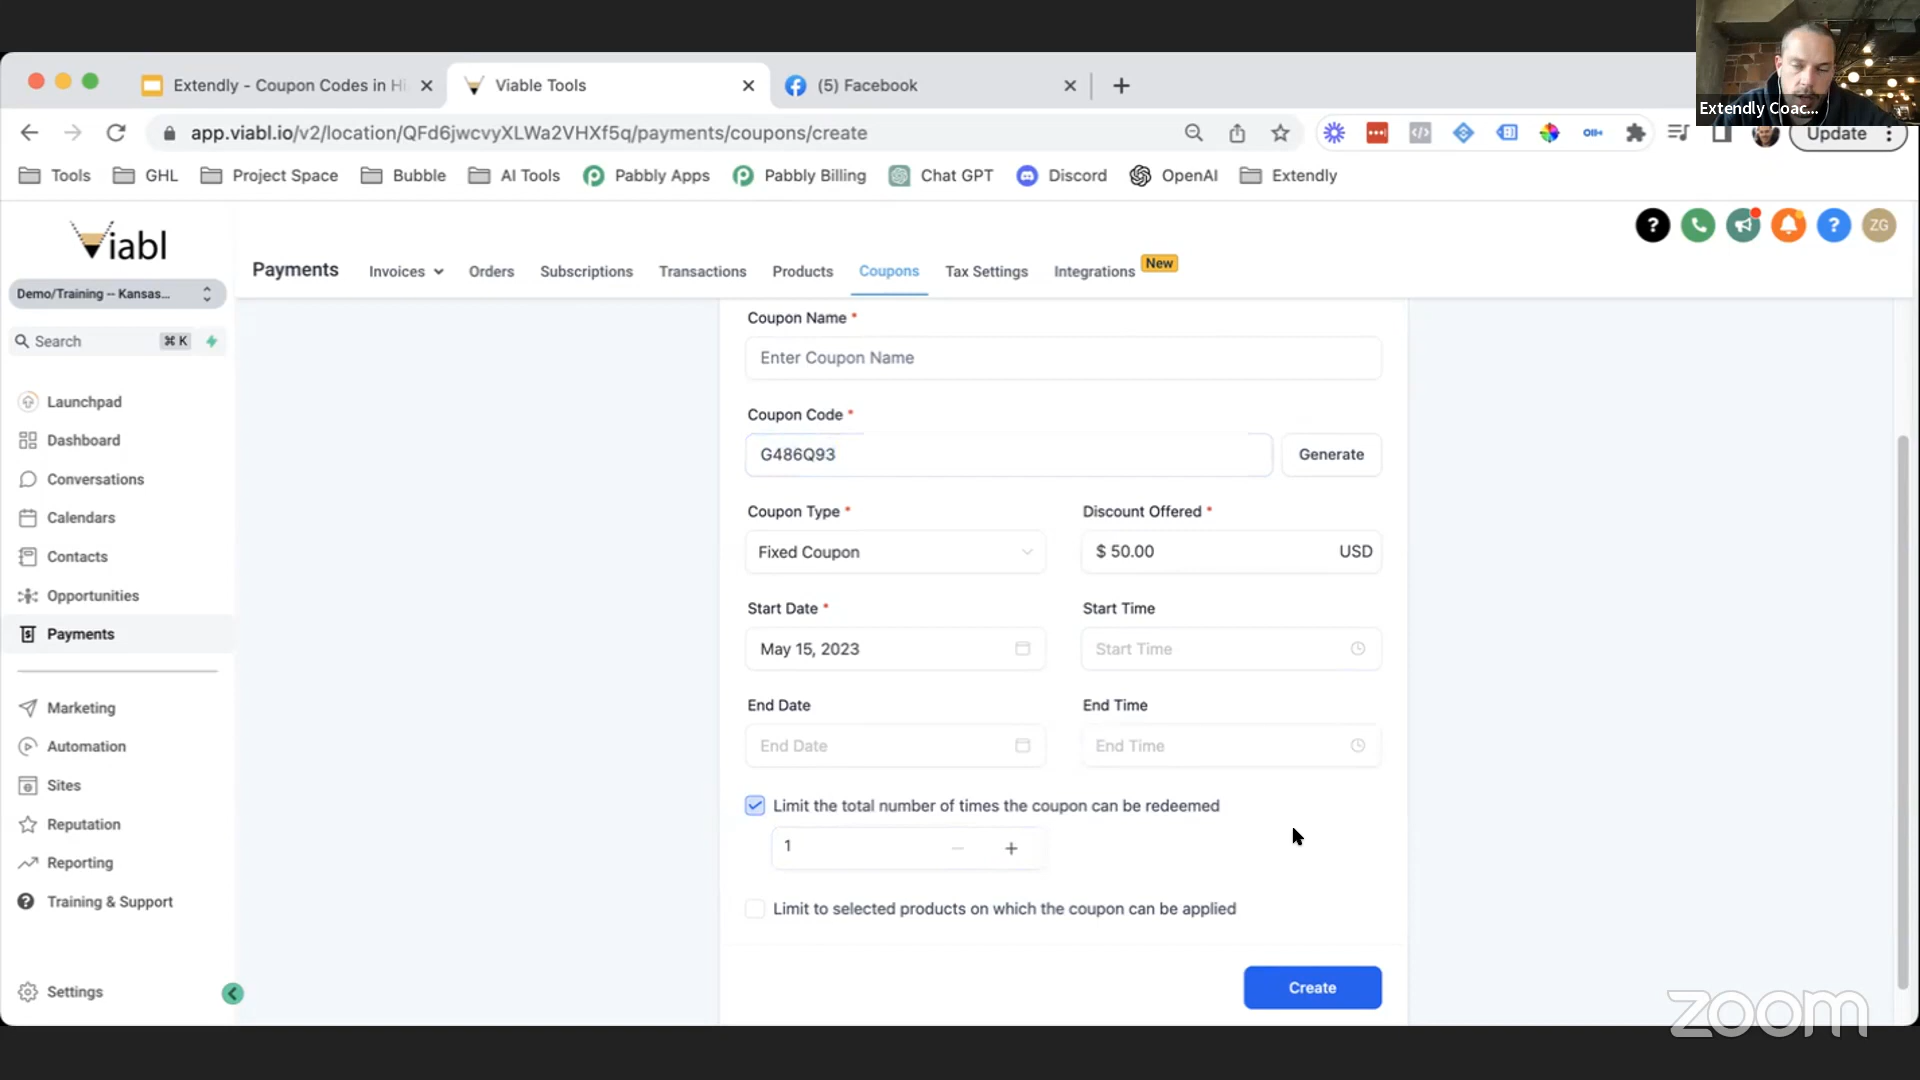 Extendly - Coupon Codes in Hi
Viable Tools
(5) Facebook
Extendly Coac...
app.viabl.io/v2/location/QFd6jwcvyXLWa2VHXf5q/payments/coupons/create
Update
Tools
GHL
Project Space
Bubble
AI Tools
Pabbly Apps
Pabbly Billing
Chat GPT
Discord
OpenAI
Extendly
Viabl
Demo/Training -- Kansas...
Search
⌘ K
Launchpad
Dashboard
Conversations
Calendars
Contacts
Opportunities
Payments
Marketing
Automation
Sites
Reputation
Reporting
Training & Support
Settings
ZG
Payments
Invoices
Orders
Subscriptions
Transactions
Products
Coupons
Tax Settings
Integrations
New
Coupon Name *
Enter Coupon Name
Coupon Code *
G486Q93
Generate
Coupon Type *
Discount Offered *
Fixed Coupon
$ 50.00
USD
Start Date *
Start Time
May 15, 2023
Start Time
End Date
End Time
End Date
End Time
Limit the total number of times the coupon can be redeemed
1
Limit to selected products on which the coupon can be applied
Create
zoom